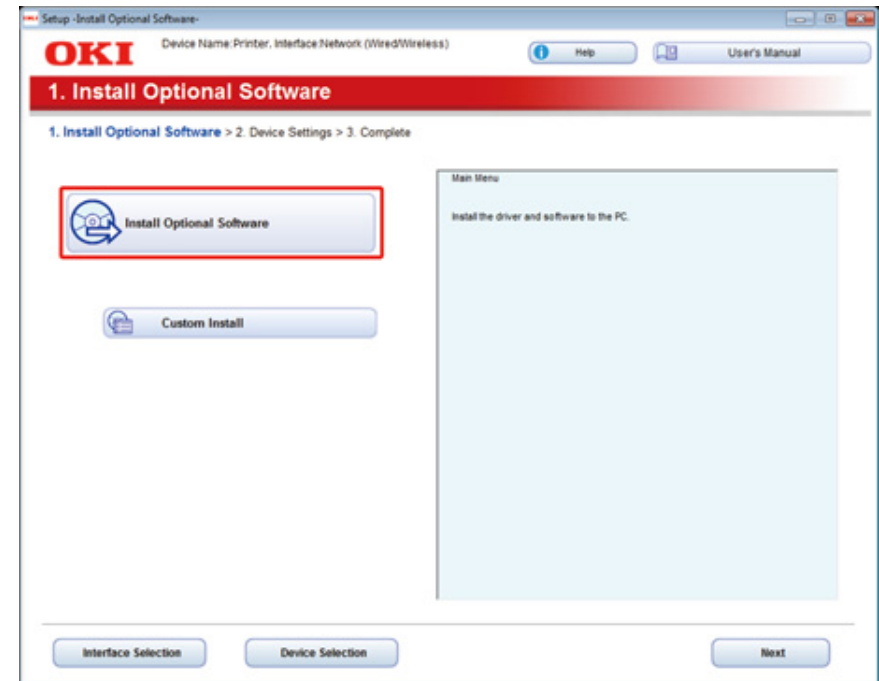 Setup -Install Optional Software-
OKI
Device Name:Printer, Interface:Network (Wired/Wireless)
Help
User's Manual
1. Install Optional Software
1. Install Optional Software > 2. Device Settings > 3. Complete
Main Menu
Install the driver and software to the PC.
Install Optional Software
Custom Install
Interface Selection
Device Selection
Next